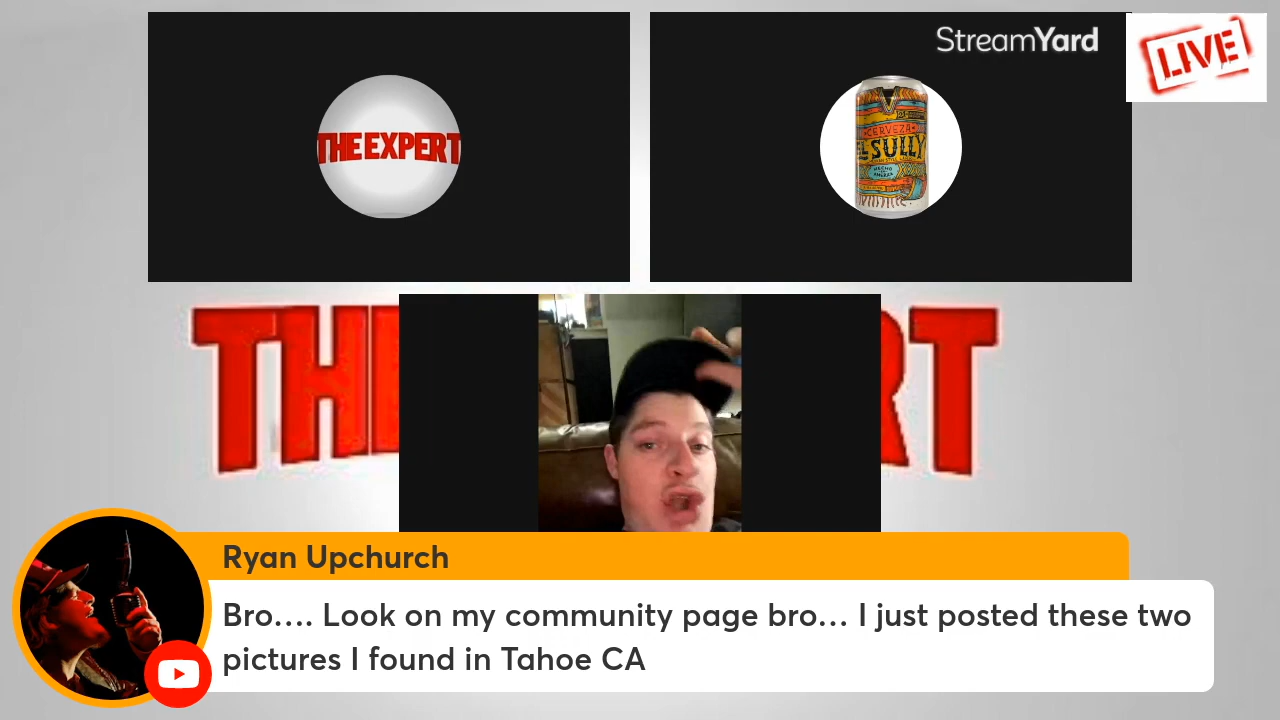 StreamYard
LIVE
THE EXPERT
CERVEZA
EL SULLY
THE
RT
Ryan Upchurch
Bro…. Look on my community page bro… I just posted these two
pictures I found in Tahoe CA